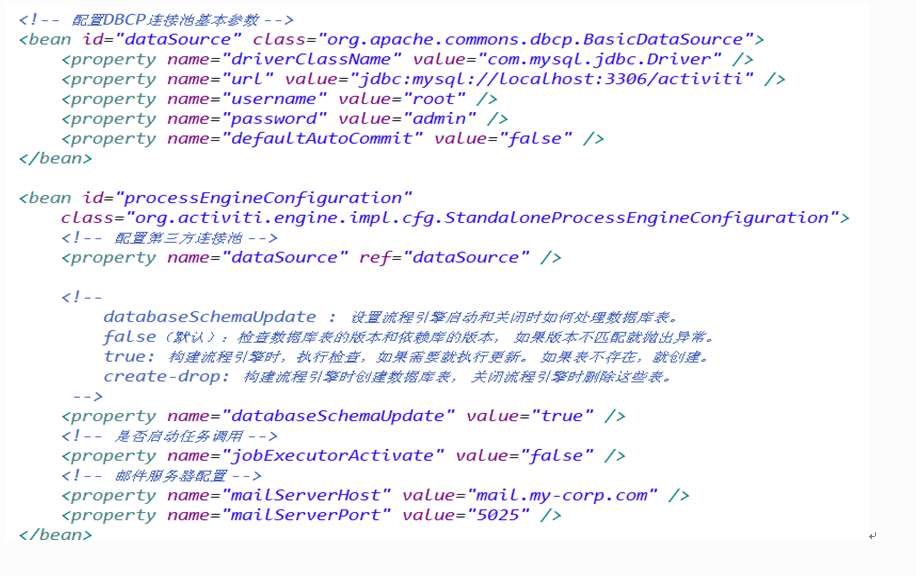 <!-- 配置DBCP连接池基本参数 -->
<bean id="dataSource" class="org.apache.commons.dbcp.BasicDataSource">
    <property name="driverClassName" value="com.mysql.jdbc.Driver" />
    <property name="url" value="jdbc:mysql://localhost:3306/activiti" />
    <property name="username" value="root" />
    <property name="password" value="admin" />
    <property name="defaultAutoCommit" value="false" />
</bean>

<bean id="processEngineConfiguration"
    class="org.activiti.engine.impl.cfg.StandaloneProcessEngineConfiguration">
    <!-- 配置第三方连接池 -->
    <property name="dataSource" ref="dataSource" />

    <!--
        databaseSchemaUpdate : 设置流程引擎启动和关闭时如何处理数据库表。
        false（默认）：检查数据库表的版本和依赖库的版本， 如果版本不匹配就抛出异常。
        true: 构建流程引擎时，执行检查，如果需要就执行更新。 如果表不存在，就创建。
        create-drop: 构建流程引擎时创建数据库表， 关闭流程引擎时删除这些表。
     -->
    <property name="databaseSchemaUpdate" value="true" />
    <!-- 是否启动任务调用 -->
    <property name="jobExecutorActivate" value="false" />
    <!-- 邮件服务器配置 -->
    <property name="mailServerHost" value="mail.my-corp.com" />
    <property name="mailServerPort" value="5025" />
</bean>